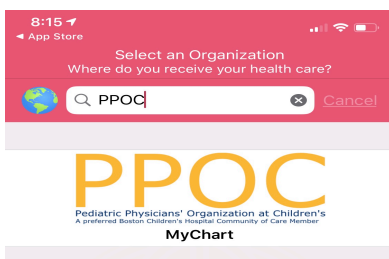 8:15
◀ App Store
Select an Organization
Where do you receive your health care?
PPOC
Cancel
PPOC
Pediatric Physicians' Organization at Children's
A preferred Boston Children's Hospital Community of Care Member
MyChart